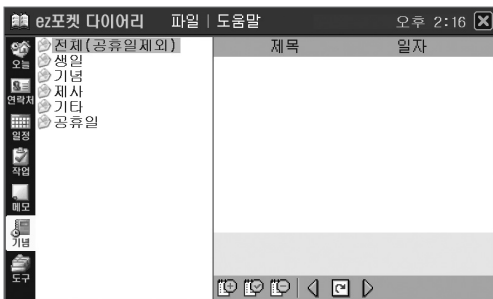 ez포켓 다이어리 파일 | 도움말 오후 2:16
오늘
연락처
일정
작업
메모
기념
도구
전체(공휴일제외)
생일
기념
제사
기타
공휴일
제목 일자